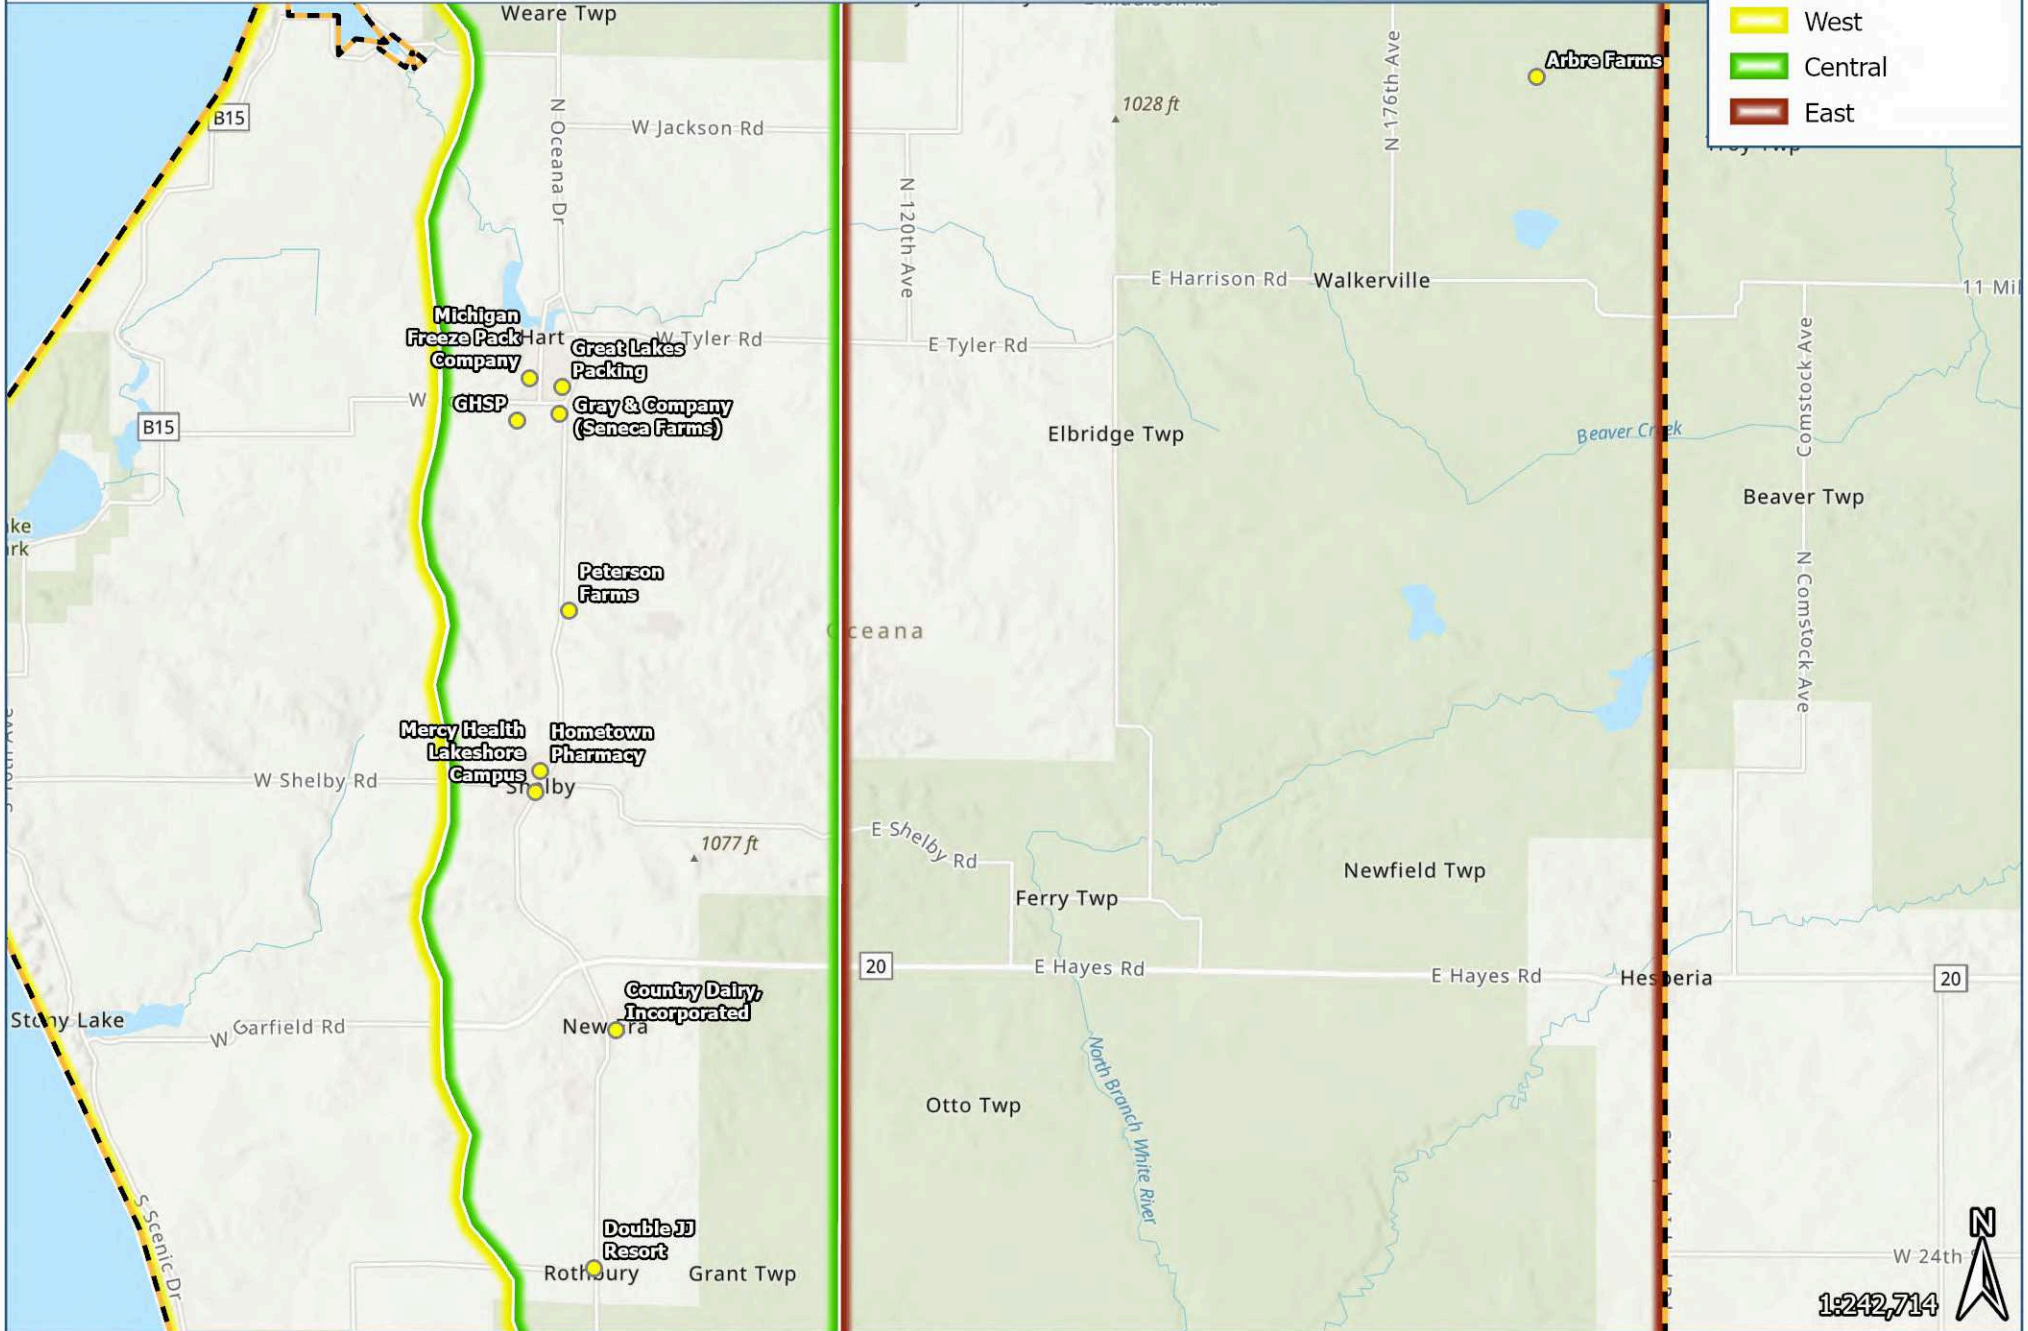 Weare Twp
West
Central
East
Arbre Farms
N 176th Ave
1028 ft
B15
N Oceana Dr
W Jackson Rd
N 120th Ave
E Harrison Rd
Walkerville
11 Mil
Michigan
Freeze Pack
Company
Hart
W Tyler Rd
E Tyler Rd
Great Lakes
Packing
W
GHSP
Gray & Company
(Seneca Farms)
B15
Elbridge Twp
Beaver Creek
N Comstock Ave
Comstock Ave
Beaver Twp
ke
rk
Peterson
Farms
Oceana
Mercy Health
Lakeshore
Campus
Hometown
Pharmacy
W Shelby Rd
Shelby
1077 ft
E Shelby Rd
Newfield Twp
Ferry Twp
20
E Hayes Rd
E Hayes Rd
Hesperia
20
Country Dairy,
Incorporated
Stony Lake
W Garfield Rd
New Era
North Branch White River
Otto Twp
S Scenic Dr
Double JJ
Resort
Rothbury
Grant Twp
W 24th
N
1:242,714